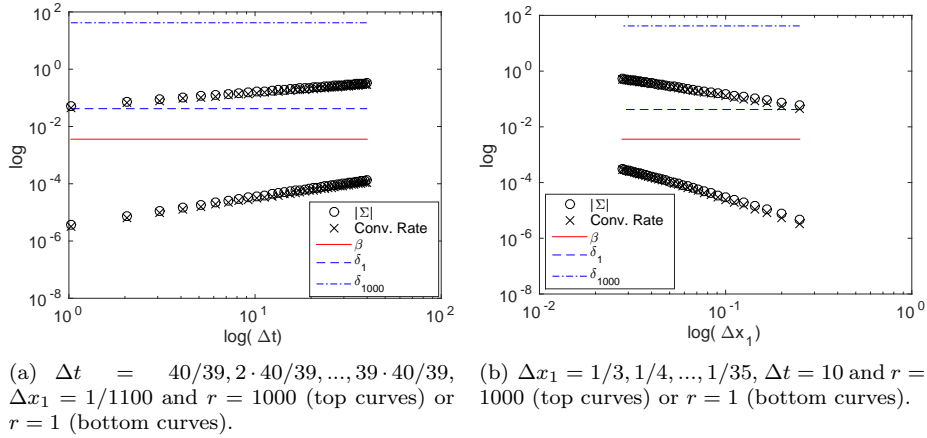 10^2
10^0
10^-2
10^-4
10^-6
10^-8
log
10^0
10^1
10^2
log( Δt)
|Σ|
Conv. Rate
β
δ_1
δ_1000
10^2
10^0
10^-2
10^-4
10^-6
10^-8
log
10^-2
10^-1
10^0
log( Δx_1)
|Σ|
Conv. Rate
β
δ_1
δ_1000
(a) Δt = 40/39, 2 · 40/39, ..., 39 · 40/39,
Δx_1 = 1/1100 and r = 1000 (top curves) or
r = 1 (bottom curves).
(b) Δx_1 = 1/3, 1/4, ..., 1/35, Δt = 10 and r =
1000 (top curves) or r = 1 (bottom curves).